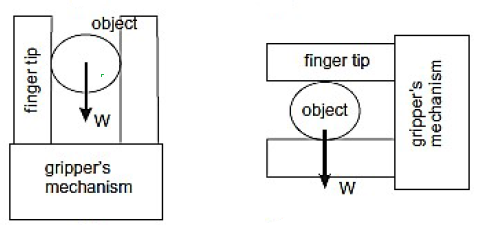 object
finger tip
W
gripper's
mechanism
finger tip
object
W
gripper's
mechanism